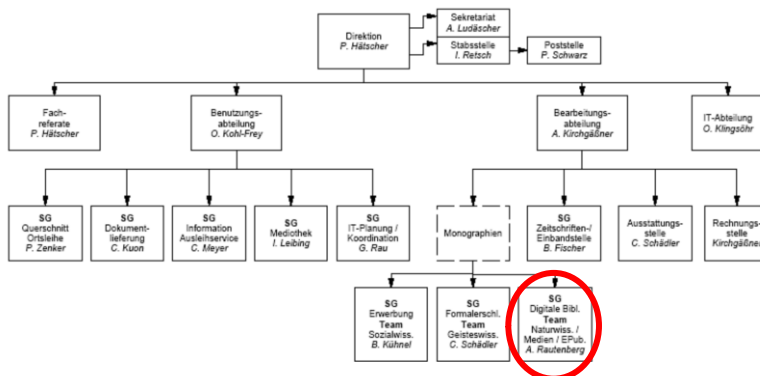 Direktion
P. Hätscher
Sekretariat
A. Ludäscher
Stabsstelle
I. Retsch
Poststelle
P. Schwarz
Fach-
referate
P. Hätscher
Benutzungs-
abteilung
O. Kohl-Frey
Bearbeitungs-
abteilung
A. Kirchgäßner
IT-Abteilung
O. Klingsöhr
SG
Querschnitt
Ortsleihe
P. Zenker
SG
Dokument-
lieferung
C. Kuon
SG
Information
Ausleihservice
C. Meyer
SG
Mediothek
I. Leibing
SG
IT-Planung /
Koordination
G. Rau
Monographien
SG
Zeitschriften-/
Einbandstelle
B. Fischer
Ausstattungs-
stelle
C. Schädler
Rechnungs-
stelle
Kirchgäßner
SG
Erwerbung
Team
Sozialwiss.
B. Kühnel
SG
Formalerschl.
Team
Geisteswiss.
C. Schädler
SG
Digitale Bibl.
Team
Naturwiss. /
Medien / EPub.
A. Rautenberg